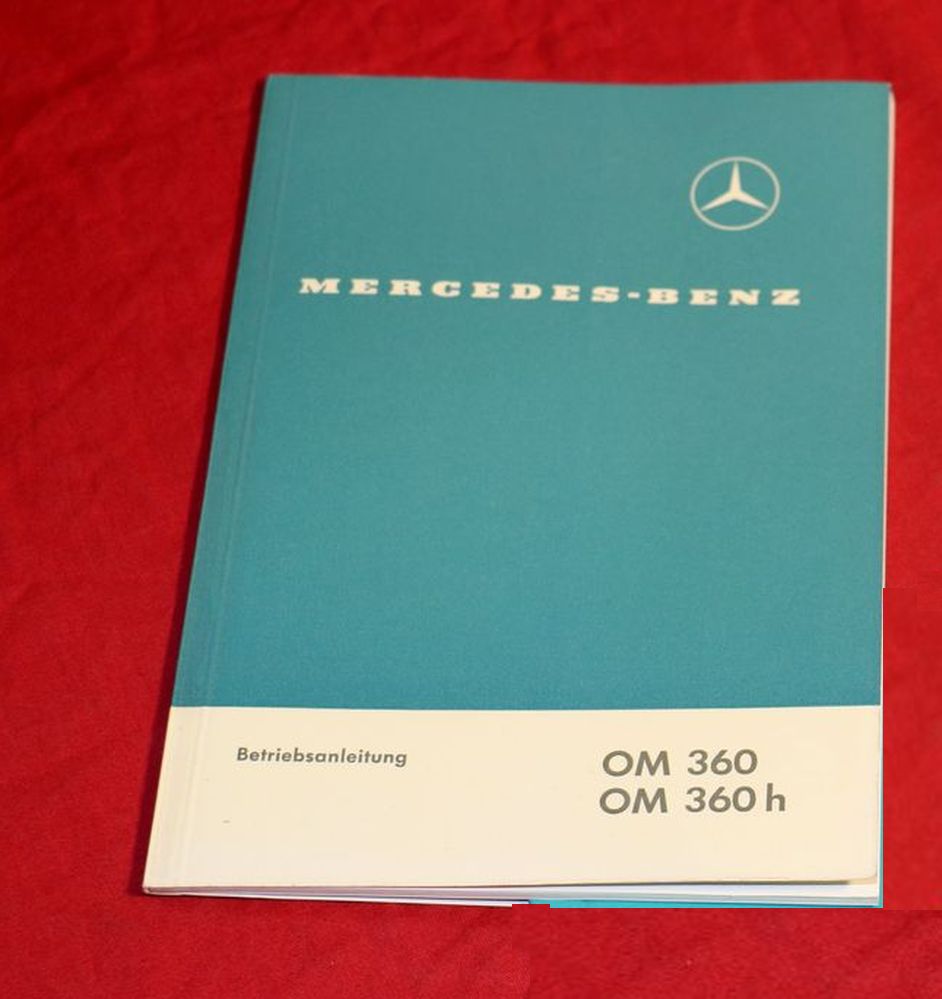 MERCEDES-BENZ
Betriebsanleitung
OM 360
OM 360 h